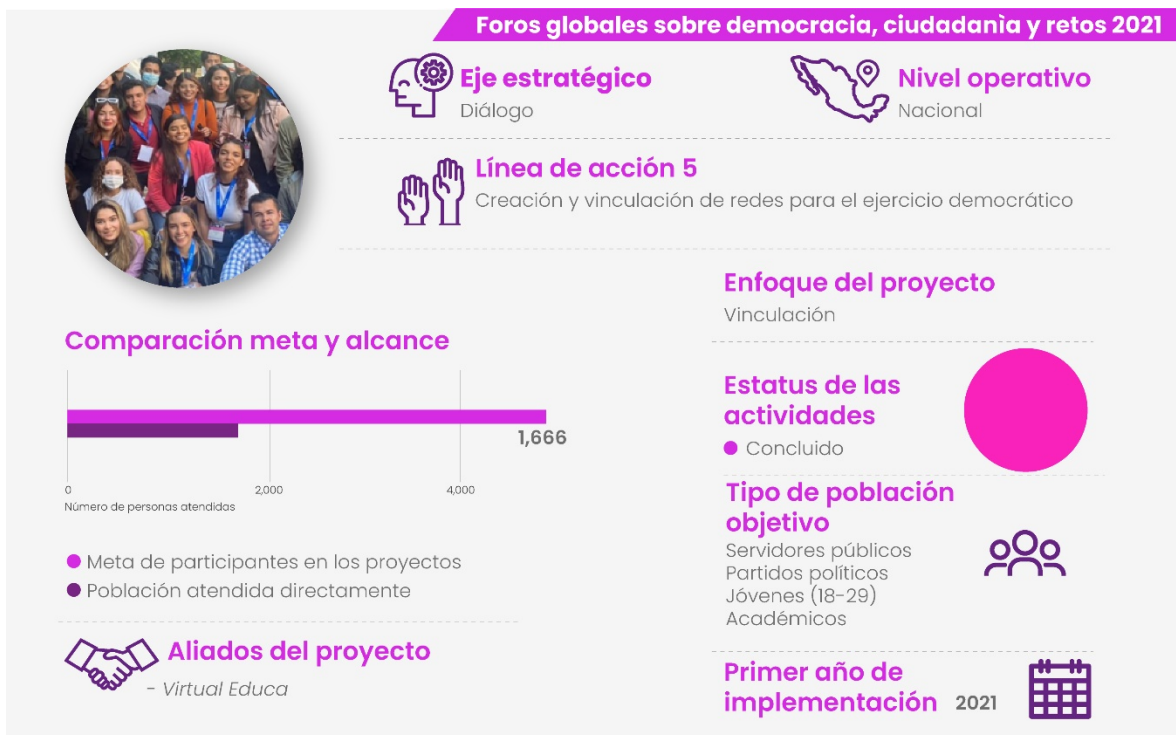 Foros globales sobre democracia, ciudadanìa y retos 2021
Eje estratégico
Diálogo
Nivel operativo
Nacional
Línea de acción 5
Creación y vinculación de redes para el ejercicio democrático
Enfoque del proyecto
Vinculación
Comparación meta y alcance
1,666
0
2,000
4,000
Número de personas atendidas
Meta de participantes en los proyectos
Población atendida directamente
Aliados del proyecto
- Virtual Educa
Estatus de las
actividades
Concluido
Tipo de población
objetivo
Servidores públicos
Partidos políticos
Jóvenes (18-29)
Académicos
Primer año de
implementación 2021